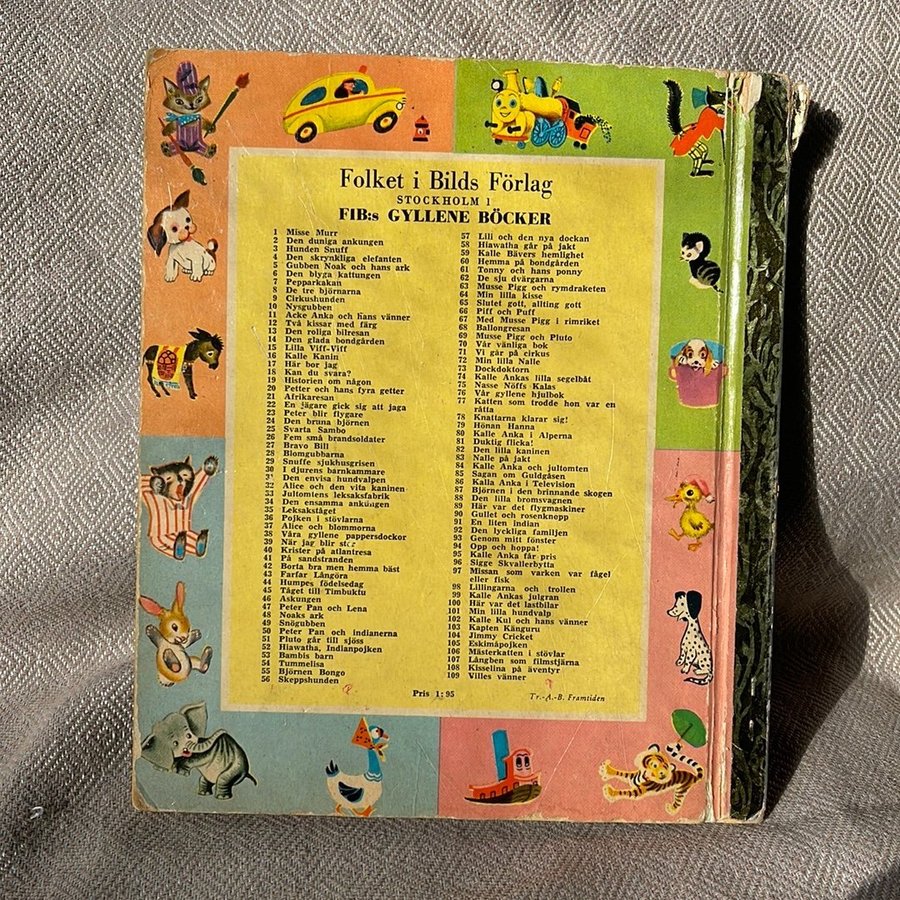 Folket i Bilds Förlag
STOCKHOLM 1
FIB:s GYLLENE BÖCKER
1 Misse Murr
2 Den duniga ankungen
3 Hunden Snuff
4 Den skrynkliga elefanten
5 Gubben Noak och hans ark
6 Den blyga kattungen
7 Pepparkakan
8 De tre björnarna
9 Cirkushunden
10 Nysgubben
11 Acke Anka och hans vänner
12 Två kissar med färg
13 Den roliga bilresan
14 Den glada bondgården
15 Lilla Viff-Viff
16 Kalle Kanin
17 Här bor jag
18 Kan du svara?
19 Historien om någon
20 Petter och hans fyra getter
21 Afrikaresan
22 En jägare gick sig att jaga
23 Peter blir flygare
24 Den bruna björnen
25 Svarta Sambo
26 Fem små brandsoldater
27 Bravo Bill
28 Blomgubbarna
29 Snuffe sjukhusgrisen
30 I djurens barnkammare
31 Den envisa hundvalpen
32 Alice och den vita kaninen
33 Jultomtens leksaksfabrik
34 Den ensamma ankungen
35 Leksakståget
36 Pojken i stövlarna
37 Alice och blommorna
38 Våra gyllene pappersdockor
39 När jag blir stor
40 Krister på atlantresa
41 På sandstranden
42 Borta bra men hemma bäst
43 Farfar Långöra
44 Humpes födelsedag
45 Tåget till Timbuktu
46 Askungen
47 Peter Pan och Lena
48 Noaks ark
49 Snögubben
50 Peter Pan och indianerna
51 Pluto går till sjöss
52 Hiawatha, Indianpojken
53 Bambis barn
54 Tummelisa
55 Björnen Bongo
56 Skeppshunden
57 Lili och den nya dockan
58 Hiawatha går på jakt
59 Kalle Bävers hemlighet
60 Hemma på bondgården
61 Tonny och hans ponny
62 De sju dvärgarna
63 Musse Pigg och rymdraketen
64 Min lilla kisse
65 Slutet gott, allting gott
66 Piff och Puff
67 Med Musse Pigg i rimriket
68 Ballongresan
69 Musse Pigg och Pluto
70 Vår vänliga bok
71 Vi går på cirkus
72 Min lilla Nalle
73 Dockdoktorn
74 Kalle Ankas lilla segelbåt
75 Nasse Nöffs Kalas
76 Vår gyllene hjulbok
77 Katten som trodde hon var en
råtta
78 Knattarna klarar sig!
79 Hönan Hanna
80 Kalle Anka i Alperna
81 Duktig flicka!
82 Den lilla kaninen
83 Nalle på jakt
84 Kalle Anka och jultomten
85 Sagan om Guldgåsen
86 Kalla Anka i Television
87 Björnen i den brinnande skogen
88 Den lilla bromsvagnen
89 Här var det flygmaskiner
90 Gullet och rosenknepp
91 En liten indian
92 Den lyckliga familjen
93 Genom mitt fönster
94 Opp och hoppa!
95 Kalle Anka får pris
96 Sigge Skvallerbytta
97 Missan som varken var fågel
eller fisk
98 Lillingarna och trollen
99 Kalle Ankas julgran
100 Här var det lastbilar
101 Min lilla hundvalp
102 Kalle Kul och hans vänner
103 Kapten Känguru
104 Jimmy Cricket
105 Eskimåpojken
106 Mästerkatten i stövlar
107 Långben som filmstjärna
108 Kisselina på äventyr
109 Villes vänner
Pris 1:95
Tr.-A.-B. Framtiden